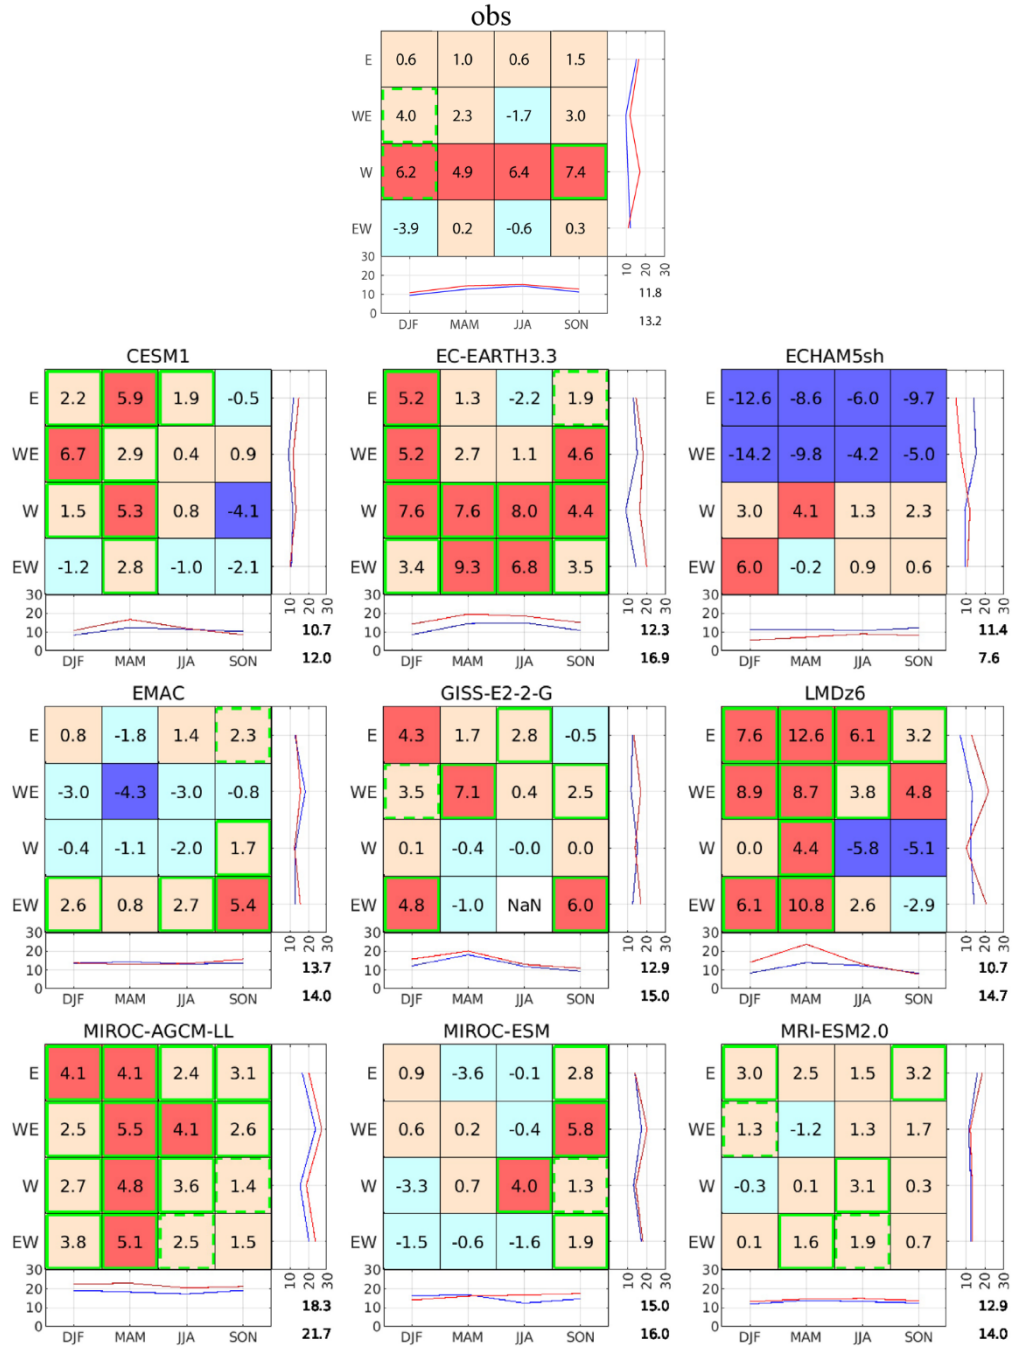 obs
E 0.6 1.0 0.6 1.5
WE 4.0 2.3 -1.7 3.0
W 6.2 4.9 6.4 7.4
EW -3.9 0.2 -0.6 0.3
30 10 20 30
20 11.8
10
0 DJF MAM JJA SON 13.2
CESM1 EC-EARTH3.3 ECHAM5sh
E 2.2 5.9 1.9 -0.5 E 5.2 1.3 -2.2 1.9 E -12.6 -8.6 -6.0 -9.7
WE 6.7 2.9 0.4 0.9 WE 5.2 2.7 1.1 4.6 WE -14.2 -9.8 -4.2 -5.0
W 1.5 5.3 0.8 -4.1 W 7.6 7.6 8.0 4.4 W 3.0 4.1 1.3 2.3
EW -1.2 2.8 -1.0 -2.1 EW 3.4 9.3 6.8 3.5 EW 6.0 -0.2 0.9 0.6
30 10 20 30 30 10 20 30 30 10 20 30
20 20 20
10 10.7 10 12.3 10 11.4
0 DJF MAM JJA SON 12.0 0 DJF MAM JJA SON 16.9 0 DJF MAM JJA SON 7.6
EMAC GISS-E2-2-G LMDz6
E 0.8 -1.8 1.4 2.3 E 4.3 1.7 2.8 -0.5 E 7.6 12.6 6.1 3.2
WE -3.0 -4.3 -3.0 -0.8 WE 3.5 7.1 0.4 2.5 WE 8.9 8.7 3.8 4.8
W -0.4 -1.1 -2.0 1.7 W 0.1 -0.4 -0.0 0.0 W 0.0 4.4 -5.8 -5.1
EW 2.6 0.8 2.7 5.4 EW 4.8 -1.0 NaN 6.0 EW 6.1 10.8 2.6 -2.9
30 10 20 30 30 10 20 30 30 10 20 30
20 20 20
10 13.7 10 12.9 10 10.7
0 DJF MAM JJA SON 14.0 0 DJF MAM JJA SON 15.0 0 DJF MAM JJA SON 14.7
MIROC-AGCM-LL MIROC-ESM MRI-ESM2.0
E 4.1 4.1 2.4 3.1 E 0.9 -3.6 -0.1 2.8 E 3.0 2.5 1.5 3.2
WE 2.5 5.5 4.1 2.6 WE 0.6 0.2 -0.4 5.8 WE 1.3 -1.2 1.3 1.7
W 2.7 4.8 3.6 1.4 W -3.3 0.7 4.0 1.3 W -0.3 0.1 3.1 0.3
EW 3.8 5.1 2.5 1.5 EW -1.5 -0.6 -1.6 1.9 EW 0.1 1.6 1.9 0.7
30 10 20 30 30 10 20 30 30 10 20 30
20 18.3 20 15.0 20 12.9
10 10 10
0 DJF MAM JJA SON 21.7 0 DJF MAM JJA SON 16.0 0 DJF MAM JJA SON 14.0